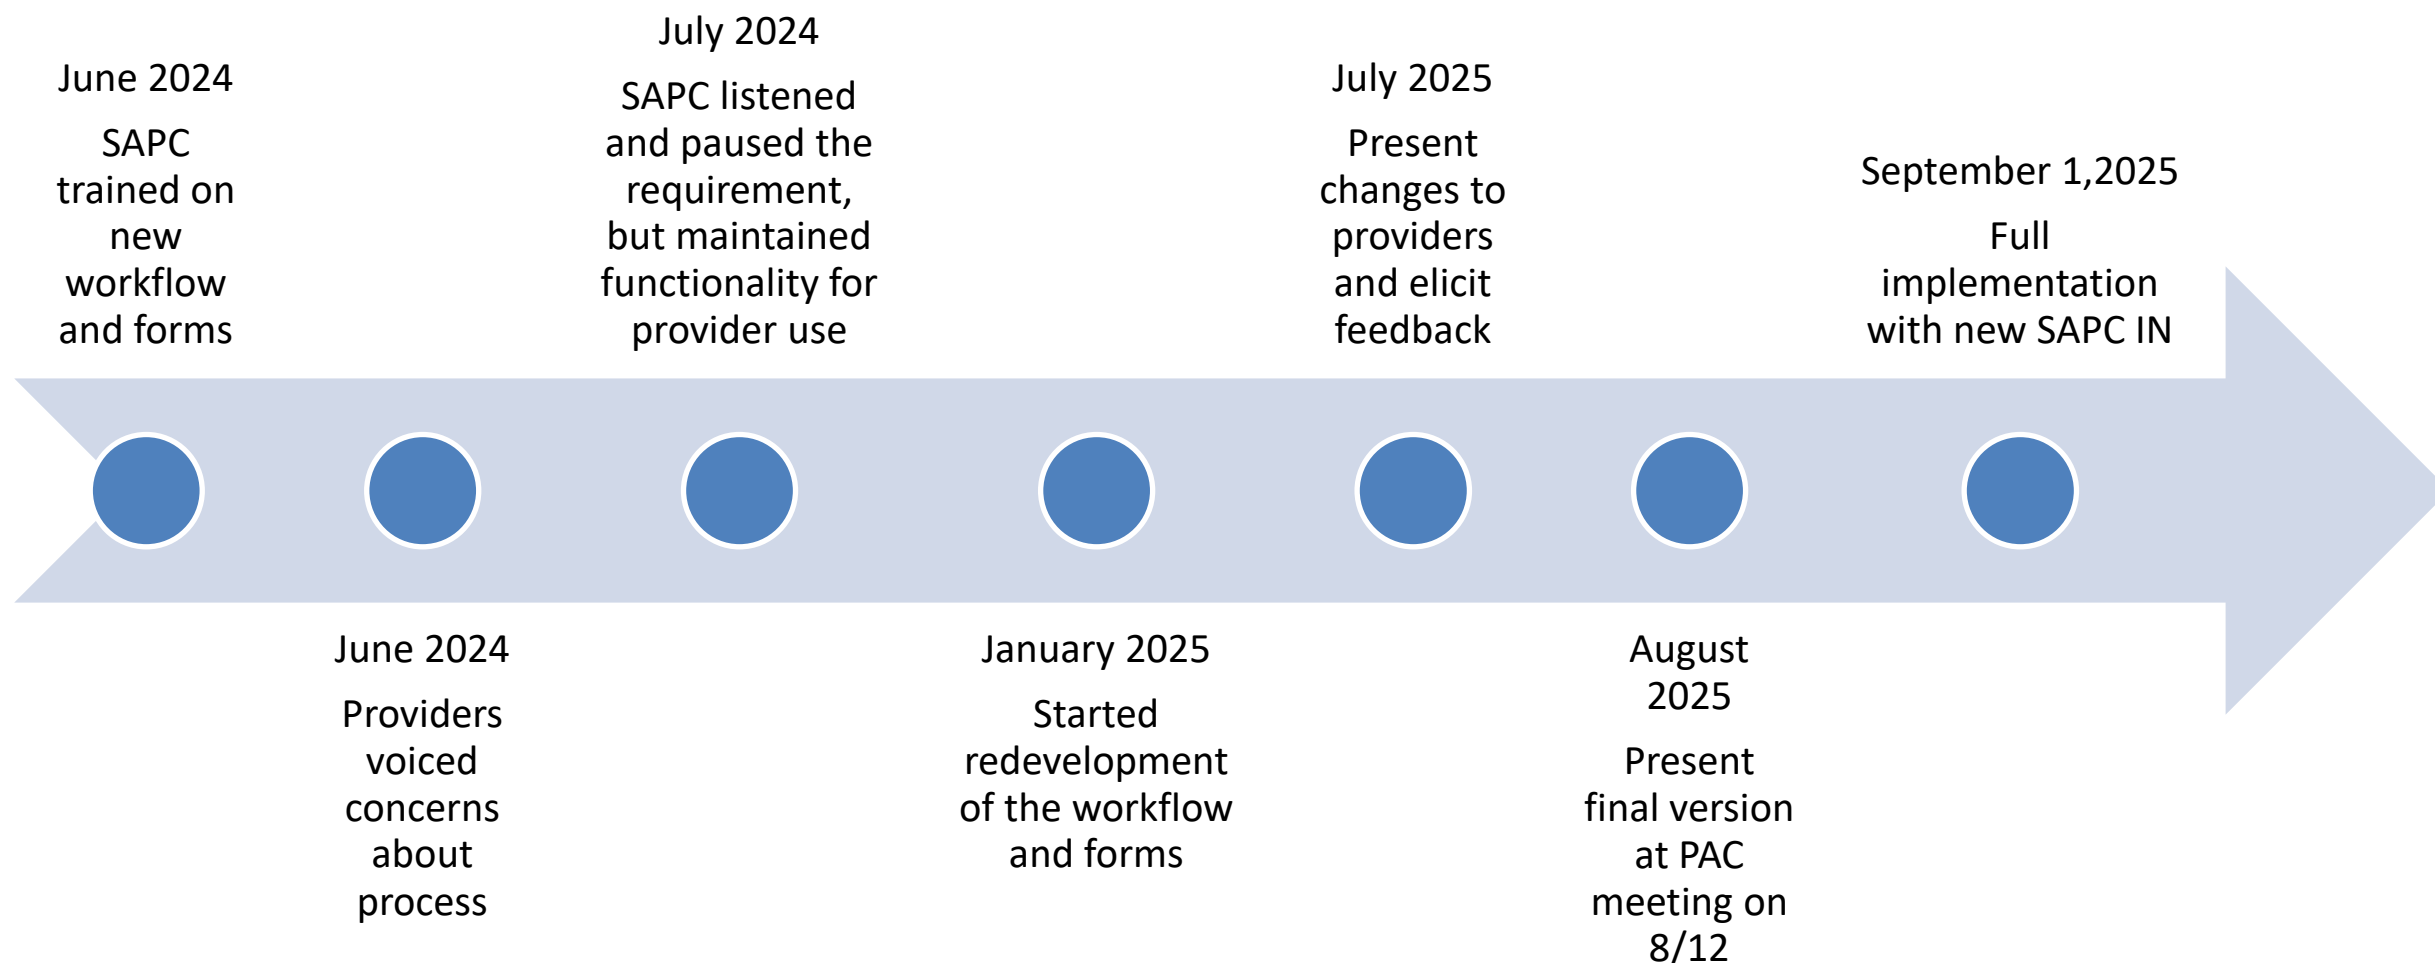 June 2024
SAPC
trained on
new
workflow
and forms
June 2024
Providers
voiced
concerns
about
process
July 2024
SAPC listened
and paused the
requirement,
but maintained
functionality for
provider use
January 2025
Started
redevelopment
of the workflow
and forms
July 2025
Present
changes to
providers
and elicit
feedback
August
2025
Present
final version
at PAC
meeting on
8/12
September 1,2025
Full
implementation
with new SAPC IN